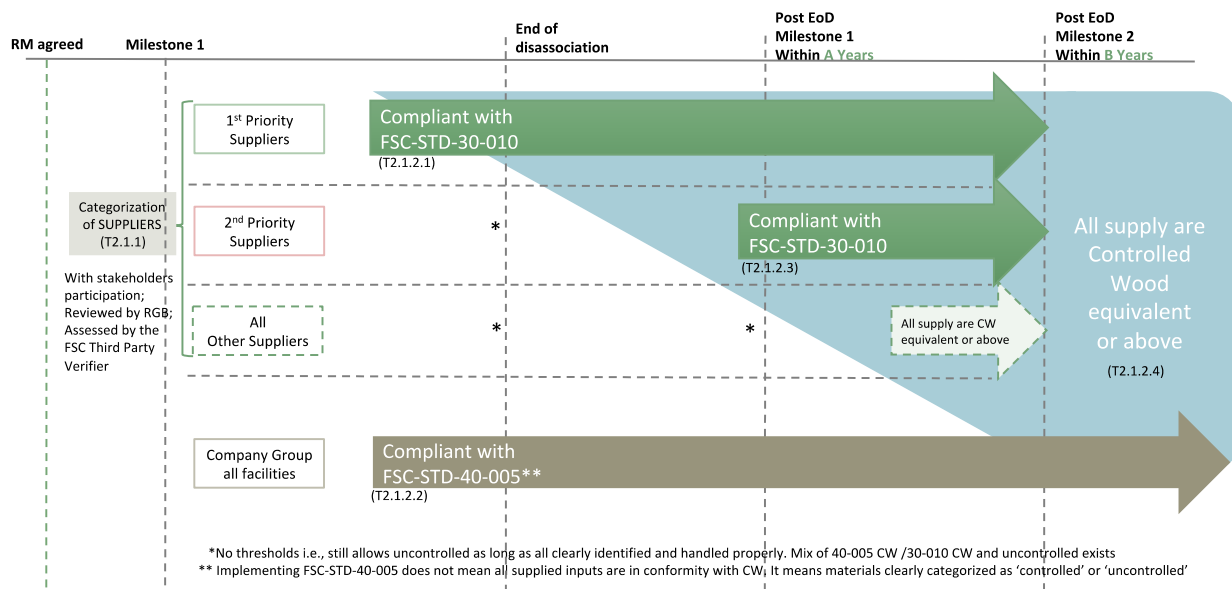 RM agreed
Milestone 1
End of
disassociation
Post EoD
Milestone 1
Within A Years
Post EoD
Milestone 2
Within B Years
Categorization
of SUPPLIERS
(T2.1.1)
With stakeholders
participation;
Reviewed by RGB;
Assessed by the
FSC Third Party
Verifier
1st Priority
Suppliers
Compliant with
FSC-STD-30-010
(T2.1.2.1)
2nd Priority
Suppliers
*
Compliant with
FSC-STD-30-010
(T2.1.2.3)
All
Other Suppliers
*
*
All supply are CW
equivalent or above
All supply are
Controlled
Wood
equivalent
or above
(T2.1.2.4)
Company Group
all facilities
Compliant with
FSC-STD-40-005**
(T2.1.2.2)
*No thresholds i.e., still allows uncontrolled as long as all clearly identified and handled properly. Mix of 40-005 CW /30-010 CW and uncontrolled exists
** Implementing FSC-STD-40-005 does not mean all supplied inputs are in conformity with CW. It means materials clearly categorized as ‘controlled’ or ‘uncontrolled’